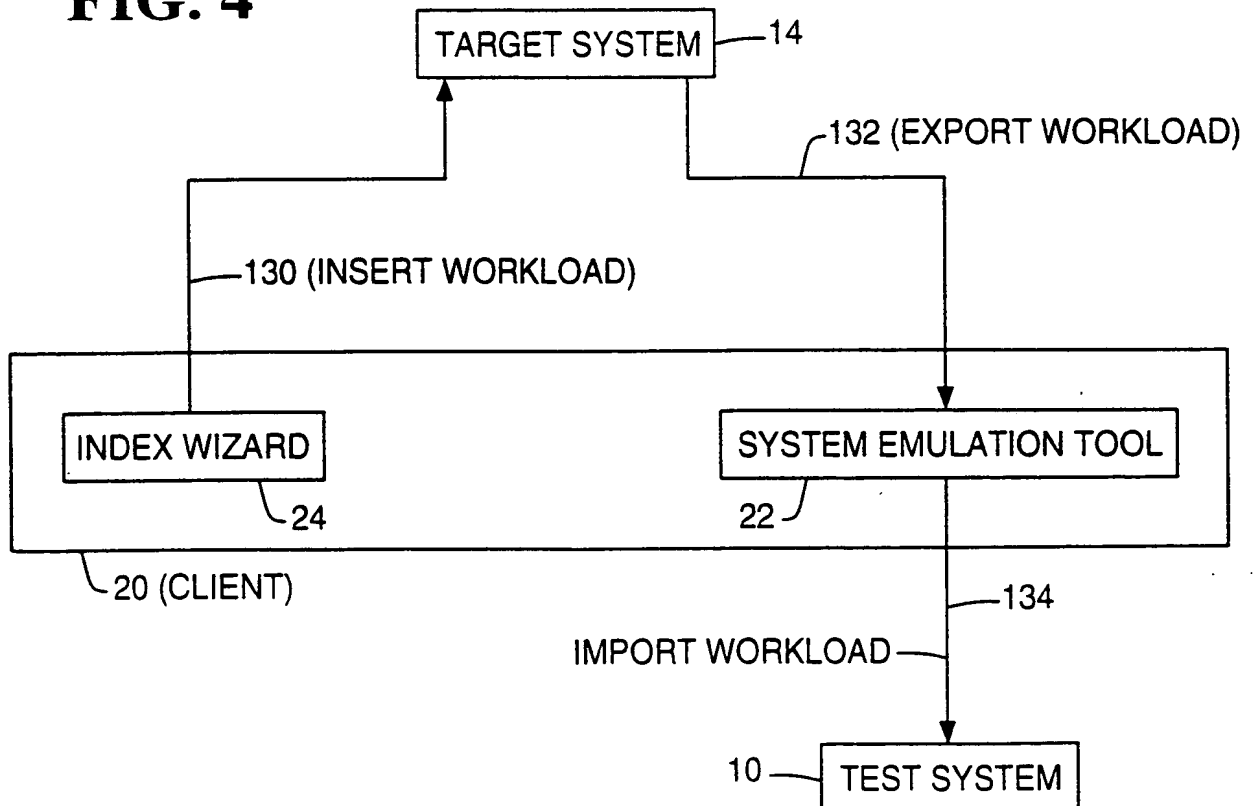 FIG. 4
TARGET SYSTEM
14
132 (EXPORT WORKLOAD)
130 (INSERT WORKLOAD)
INDEX WIZARD
SYSTEM EMULATION TOOL
24
22
20 (CLIENT)
134
IMPORT WORKLOAD
10
TEST SYSTEM